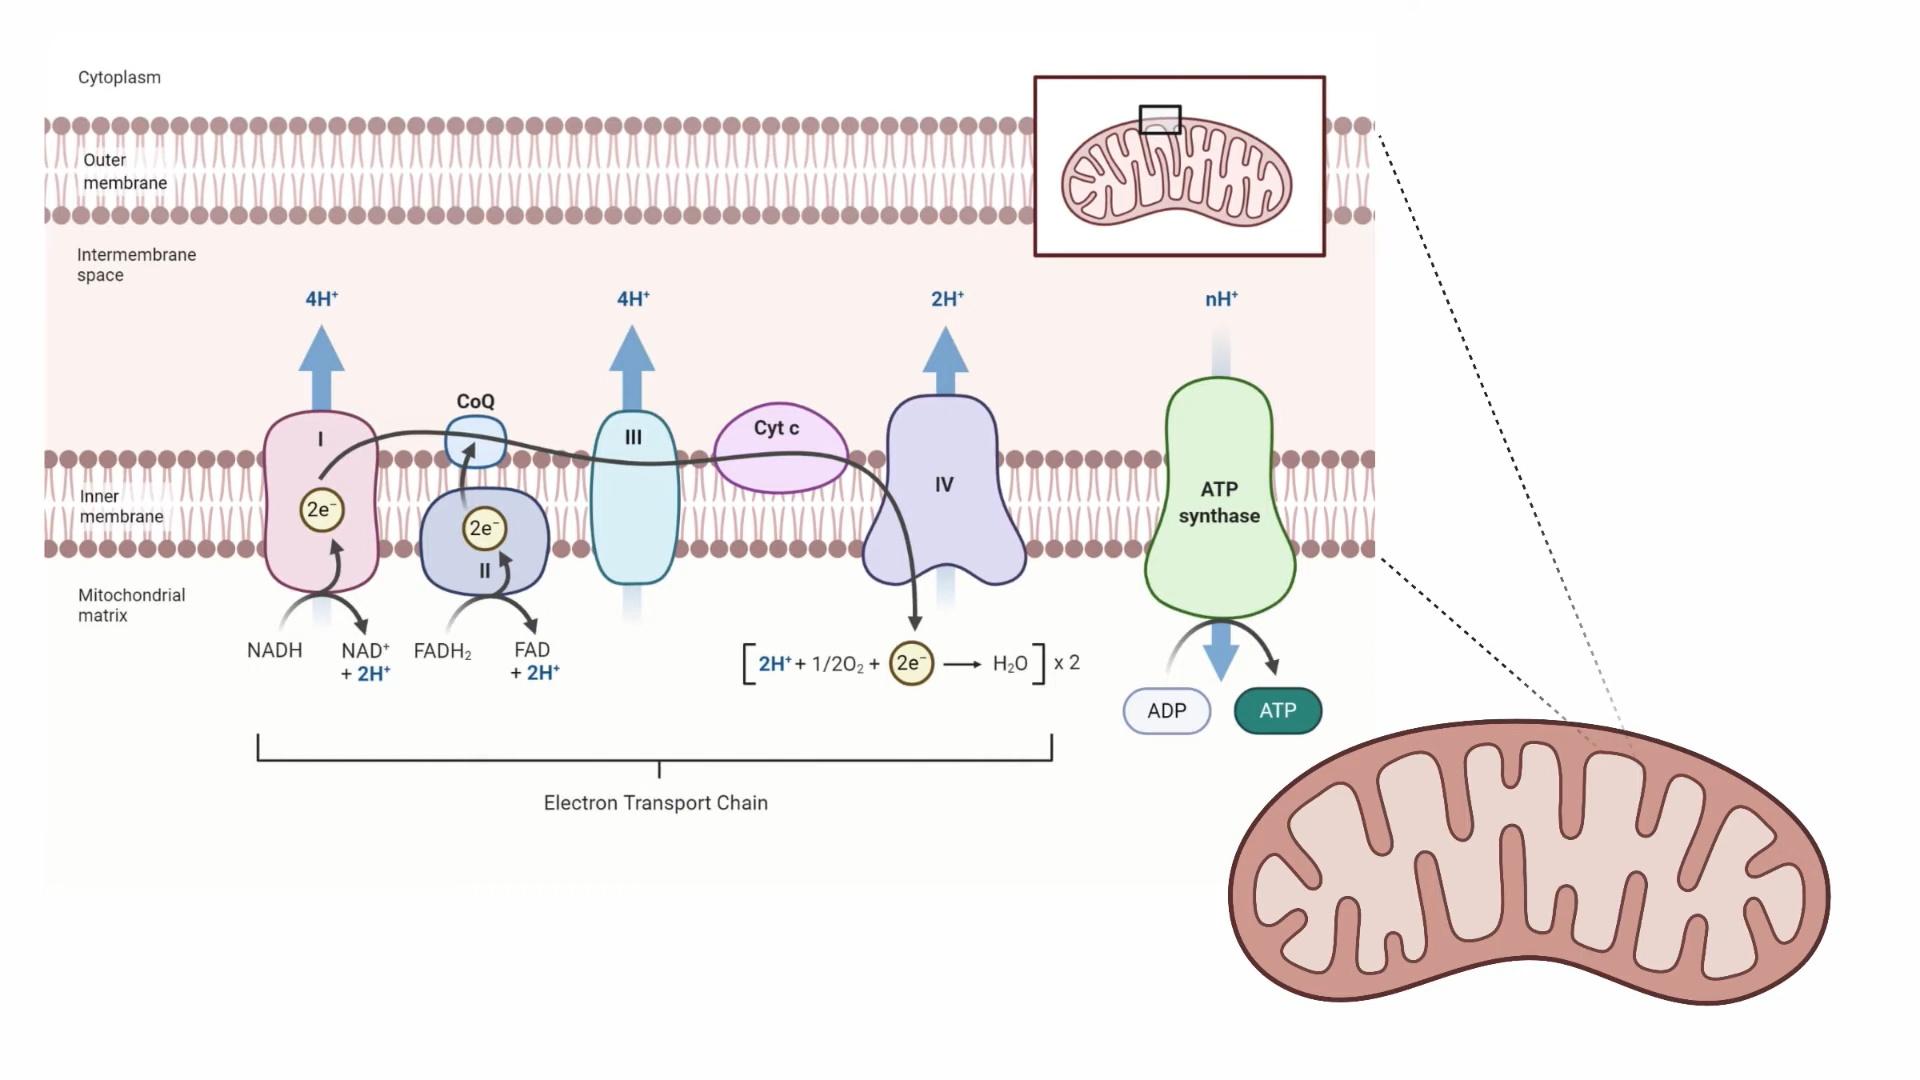 Cytoplasm
Outer
membrane
Intermembrane
space
4H⁺
4H⁺
2H⁺
nH⁺
CoQ
I
III
Cyt c
IV
ATP
synthase
Inner
membrane
2e⁻
2e⁻
II
Mitochondrial
matrix
NADH
NAD⁺
+ 2H⁺
FADH₂
FAD
+ 2H⁺
[2H⁺ + 1/2O₂ + 2e⁻ → H₂O] x 2
ADP
ATP
Electron Transport Chain